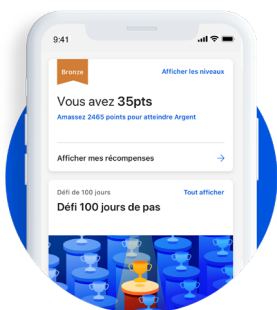 9:41
Bronze
Afficher les niveaux
Vous avez 35pts
Amassez 2465 points pour atteindre Argent
Afficher mes récompenses
Défi de 100 jours
Tout afficher
Défi 100 jours de pas